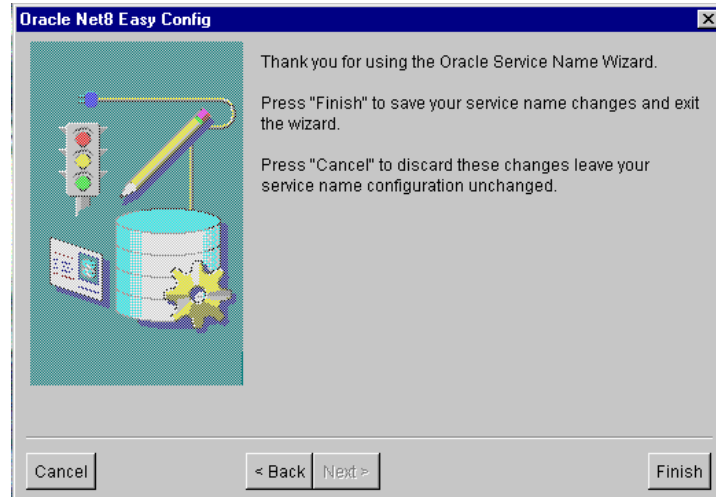 Oracle Net8 Easy Config
Thank you for using the Oracle Service Name Wizard.
Press "Finish" to save your service name changes and exit
the wizard.
Press "Cancel" to discard these changes leave your
service name configuration unchanged.
Cancel
< Back
Next >
Finish